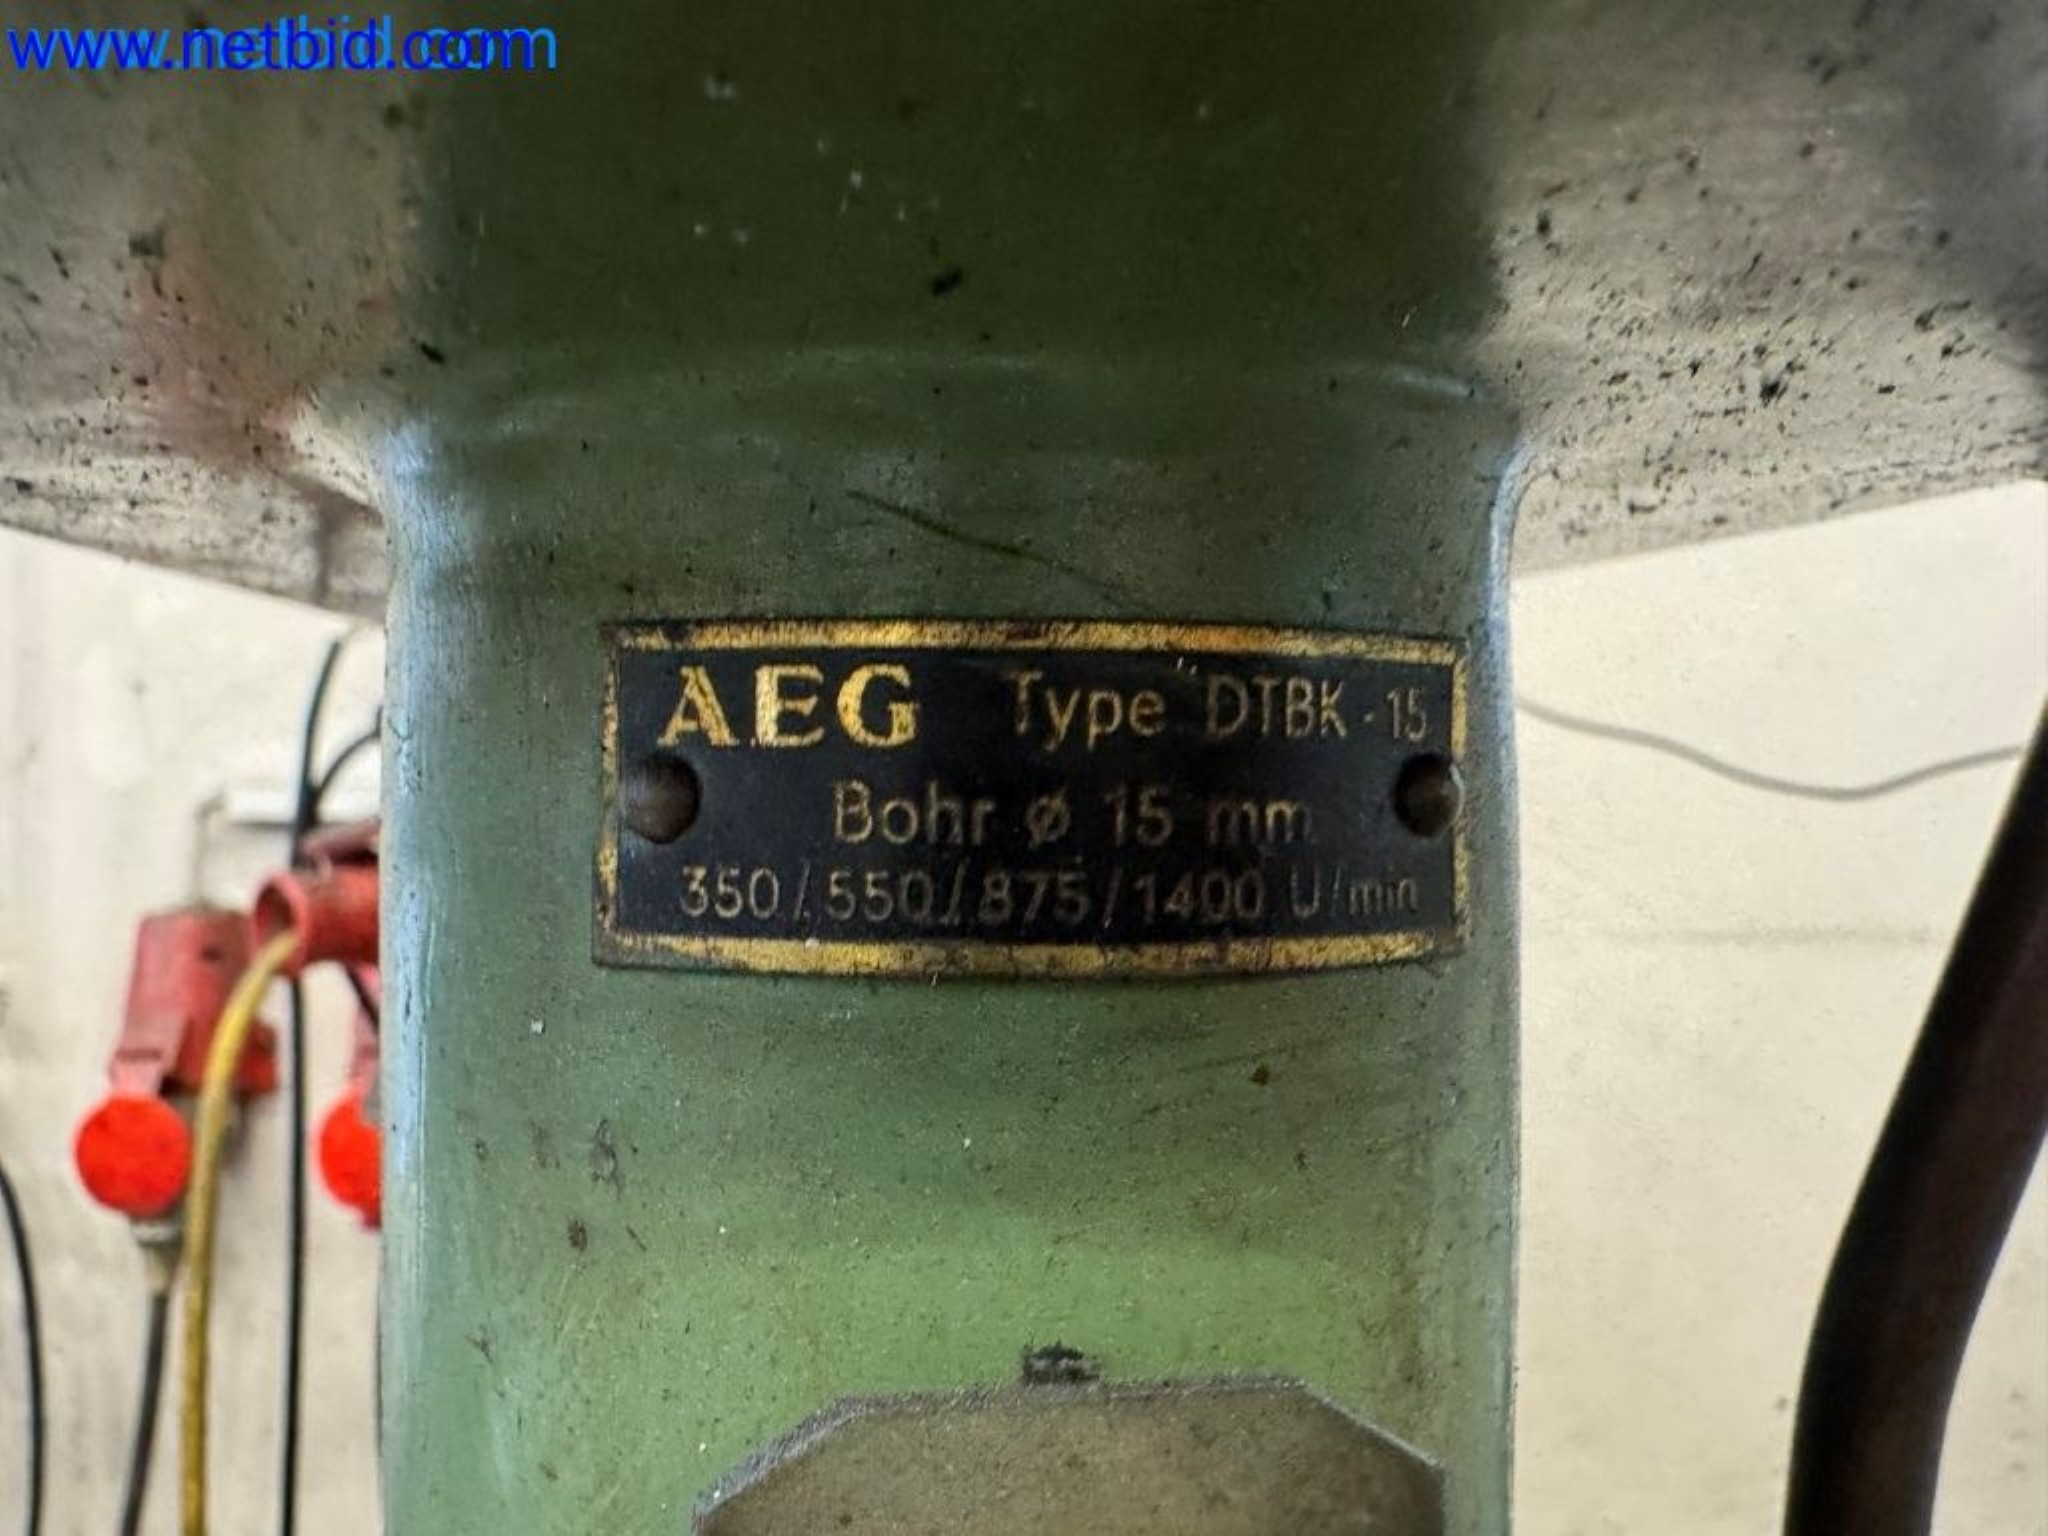 www.netbid.com
AEG Type DTBK-15
Bohr ø 15 mm
350/550/875/1400 U/min